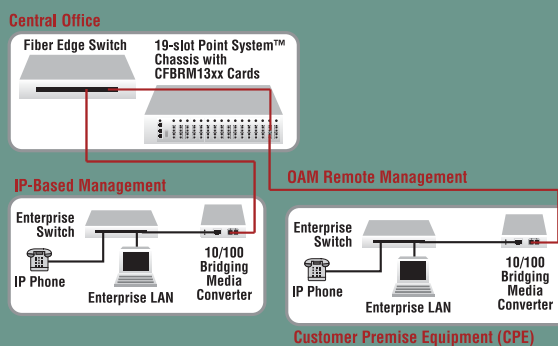 Central Office
Fiber Edge Switch
19-slot Point System™
Chassis with
CFBRM13xx Cards
IP-Based Management
Enterprise
Switch
IP Phone
Enterprise LAN
10/100
Bridging
Media
Converter
OAM Remote Management
Enterprise
Switch
IP Phone
Enterprise LAN
10/100
Bridging
Media
Converter
Customer Premise Equipment (CPE)